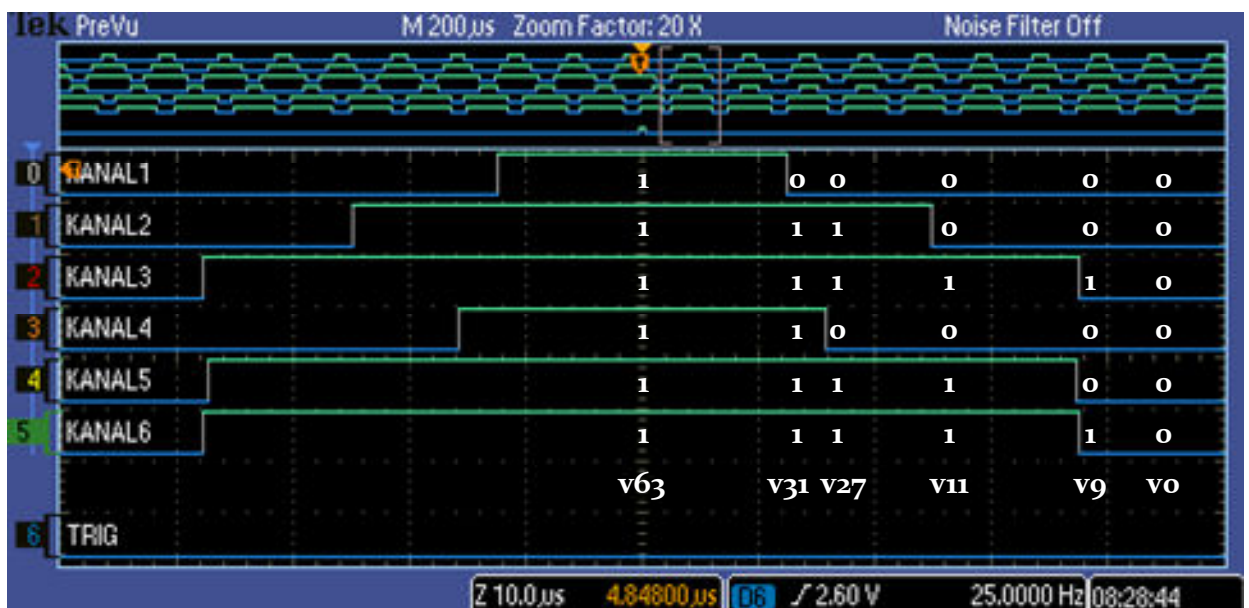 Tek PreVu M 200µs Zoom Factor: 20 X Noise Filter Off
0 KANAL1 1 0 0 0 0 0
1 KANAL2 1 1 1 0 0 0
2 KANAL3 1 1 1 1 1 0
3 KANAL4 1 1 0 0 0 0
4 KANAL5 1 1 1 1 0 0
5 KANAL6 1 1 1 1 1 0
v63 v31 v27 v11 v9 v0
6 TRIG
Z 10.0µs 4.84800µs D6 2.60 V 25.0000 Hz 08:28:44